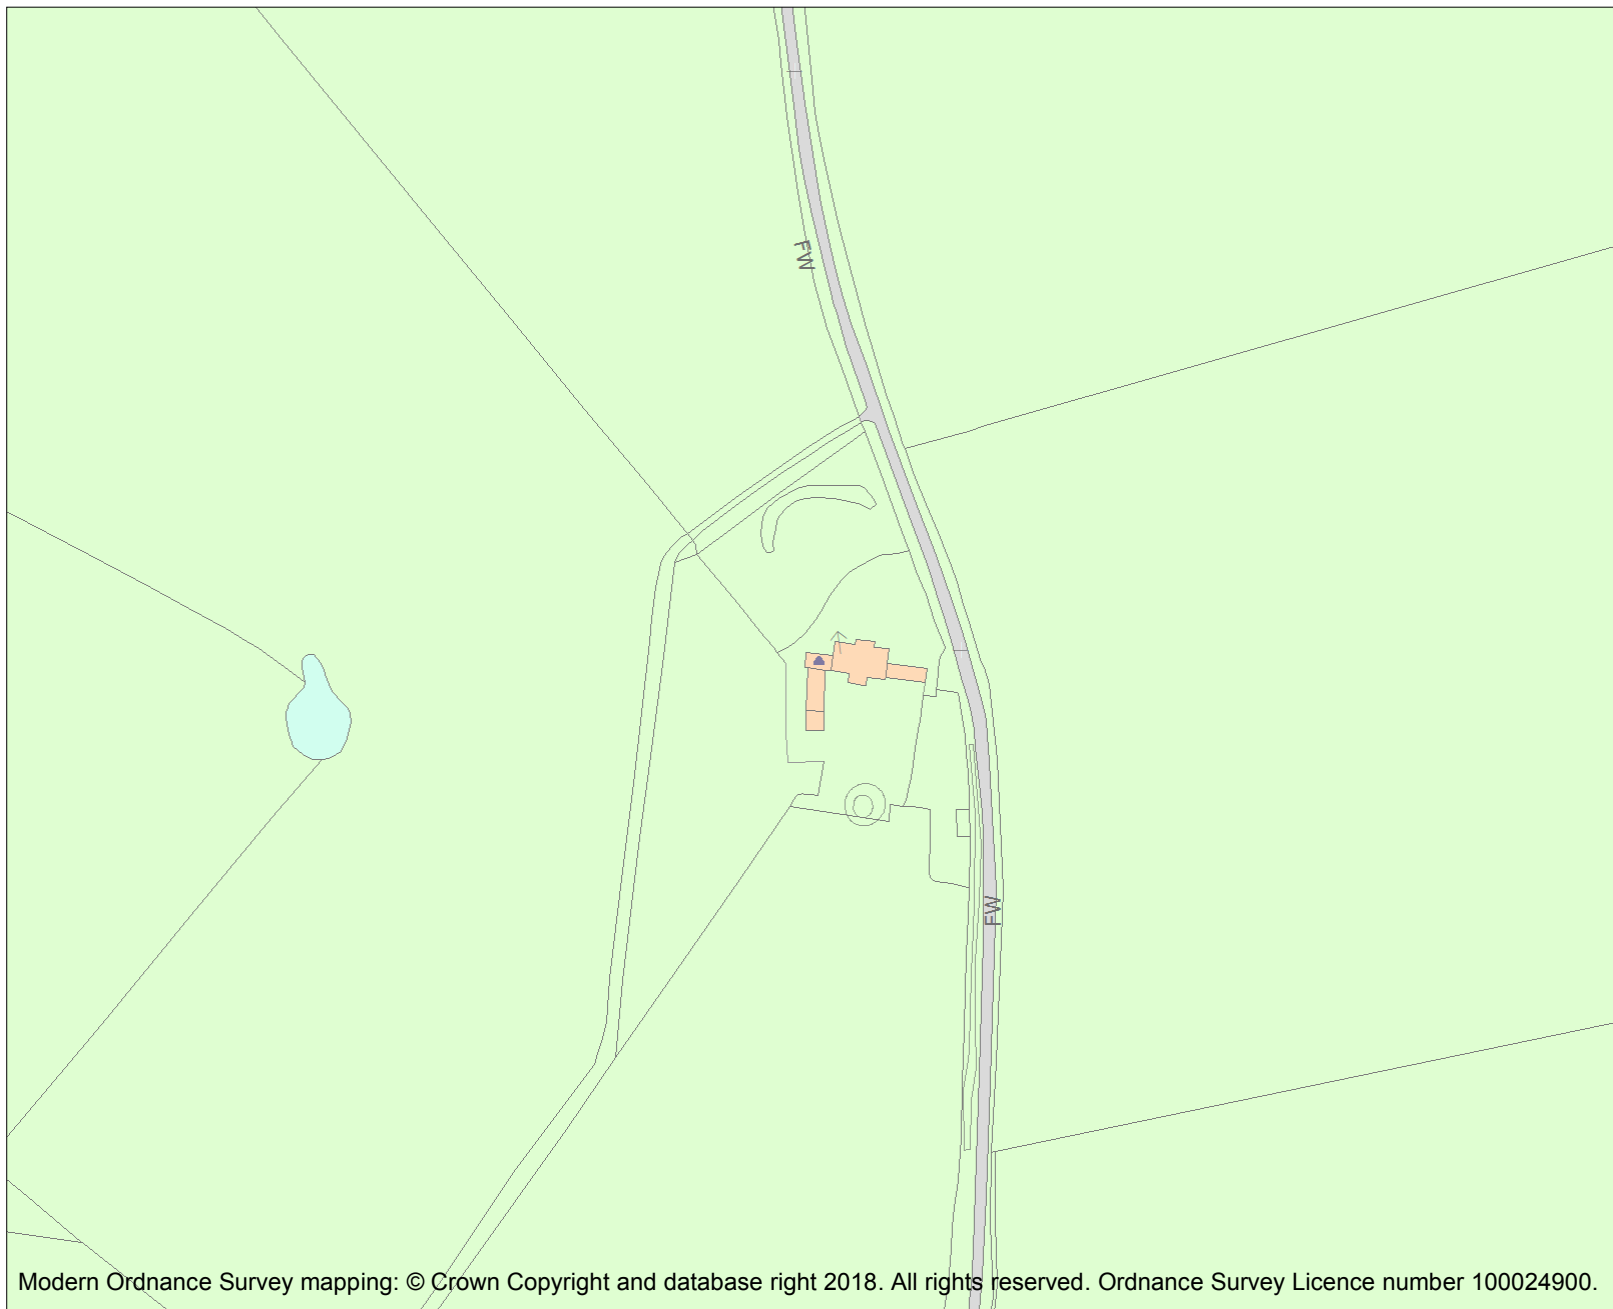 FW
FW
Modern Ordnance Survey mapping: © Crown Copyright and database right 2018. All rights reserved. Ordnance Survey Licence number 100024900.